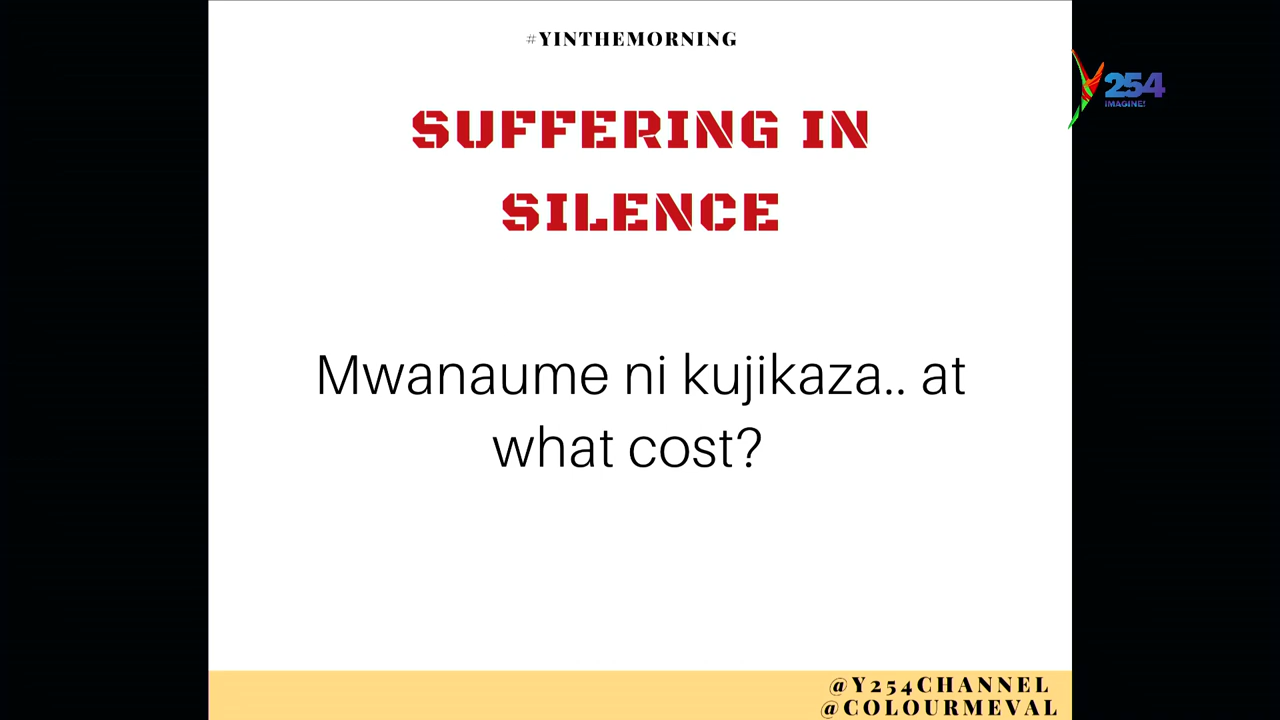 #YINTHEMORNING
254
IMAGINE!
SUFFERING IN
SILENCE
Mwanaume ni kujikaza.. at
what cost?
@Y254CHANNEL
@COLOURMEVAL